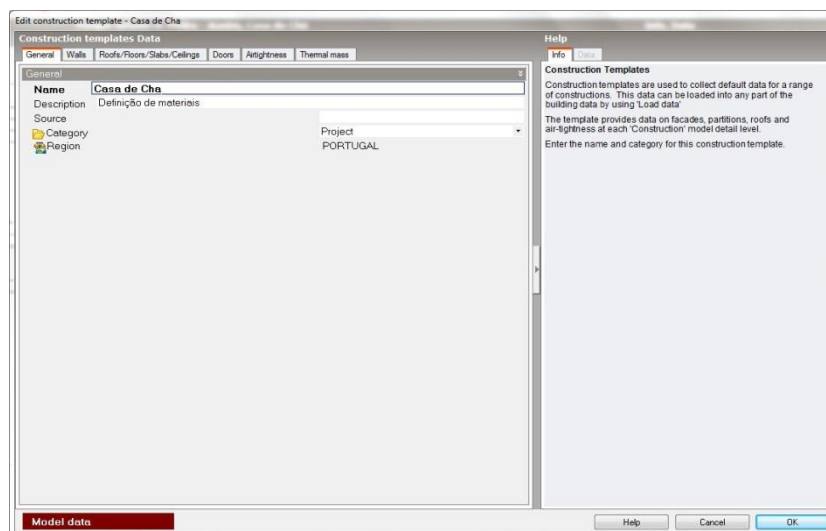 Edit construction template - Casa de Cha
Construction templates Data
General Walls Roofs/Floors/Slabs/Ceilings Doors Airtightness Thermal mass
General
Name Casa de Cha
Description Definição de materiais
Source
Category Project
Region PORTUGAL
Model data
Help
Info Data
Construction Templates
Construction templates are used to collect default data for a range
of constructions. This data can be loaded into any part of the
building data by using 'Load data'
The template provides data on facades, partitions, roofs and
air-tightness at each 'Construction' model detail level.
Enter the name and category for this construction template.
Help Cancel OK